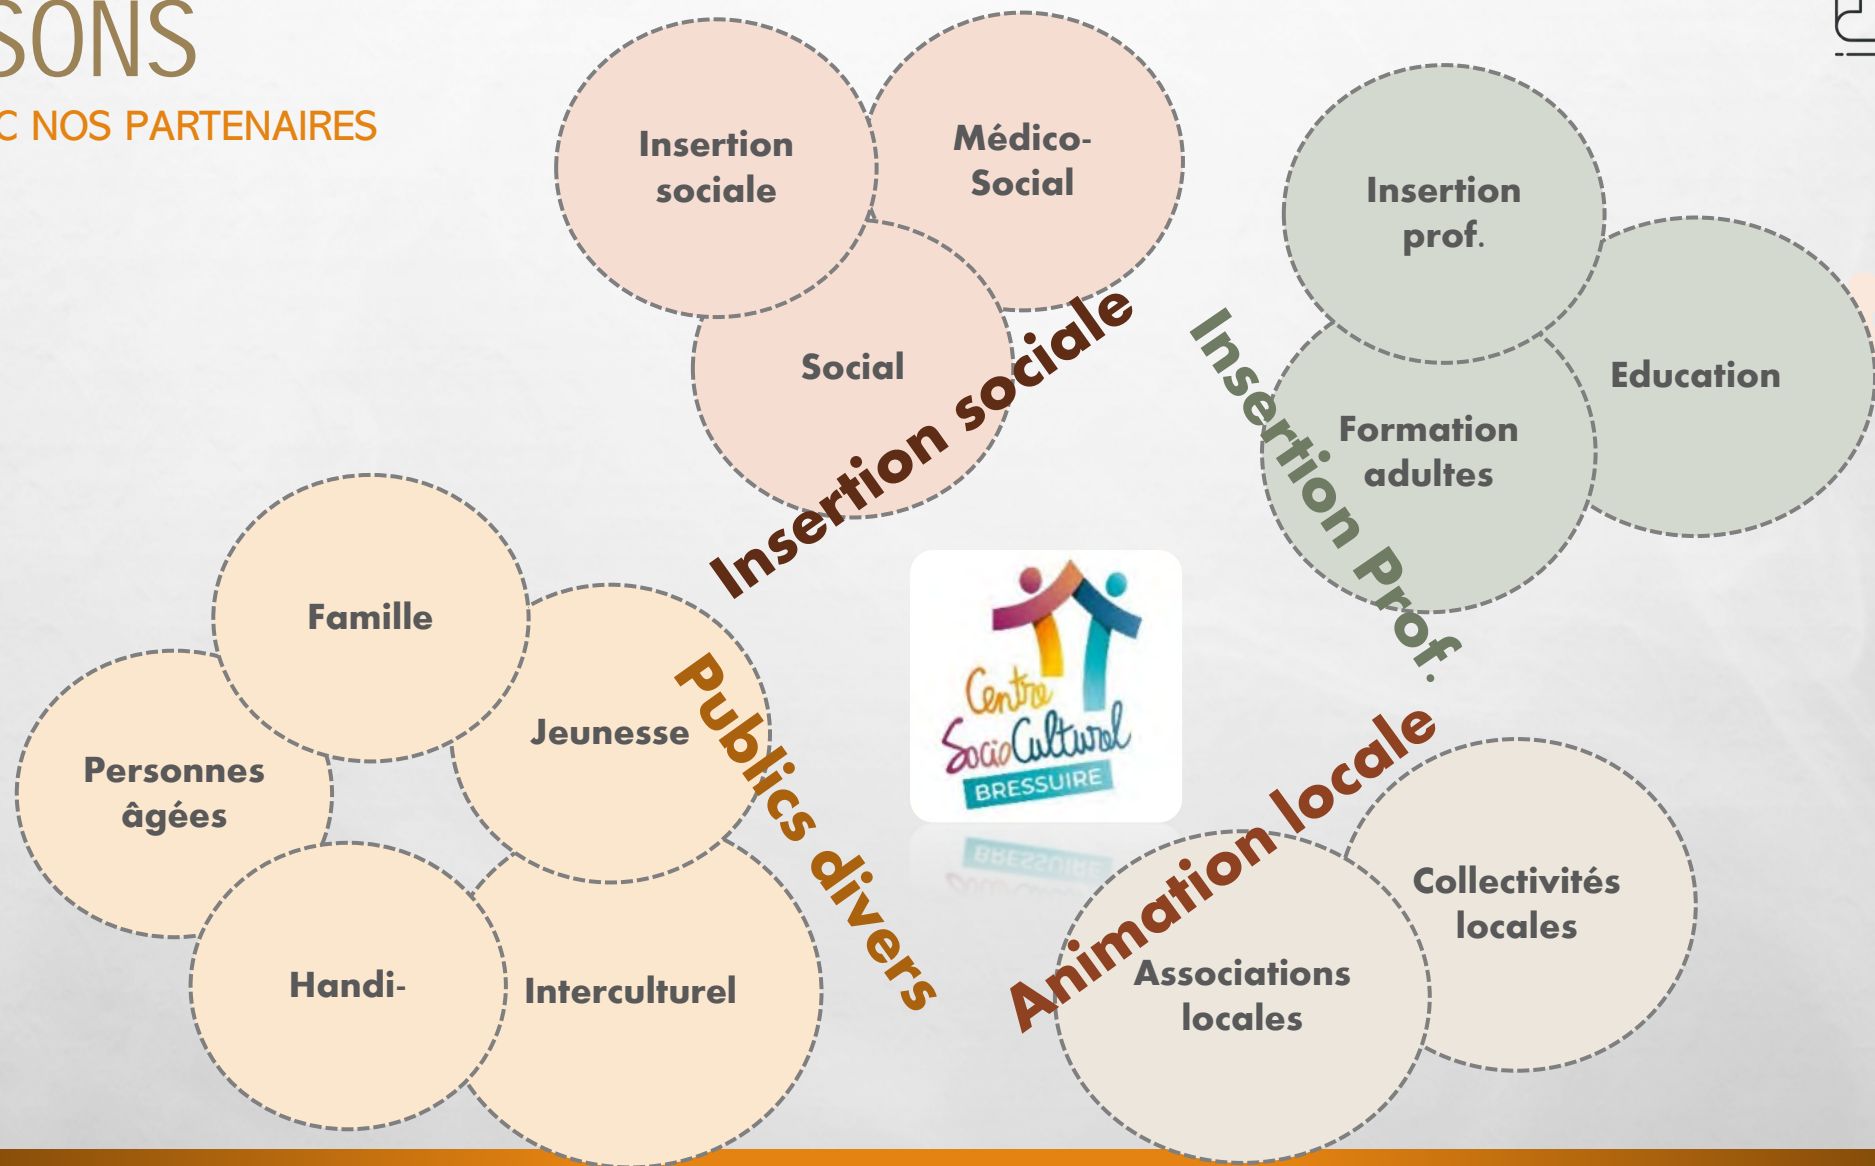 SONS
C NOS PARTENAIRES
Insertion
sociale
Médico-
Social
Social
Insertion sociale
Insertion
prof.
Education
Formation
adultes
Insertion Prof.
Famille
Jeunesse
Personnes
âgées
Handi-
Interculturel
Publics divers
Centre
SocioCulturel
BRESSUIRE
Animation locale
Collectivités
locales
Associations
locales